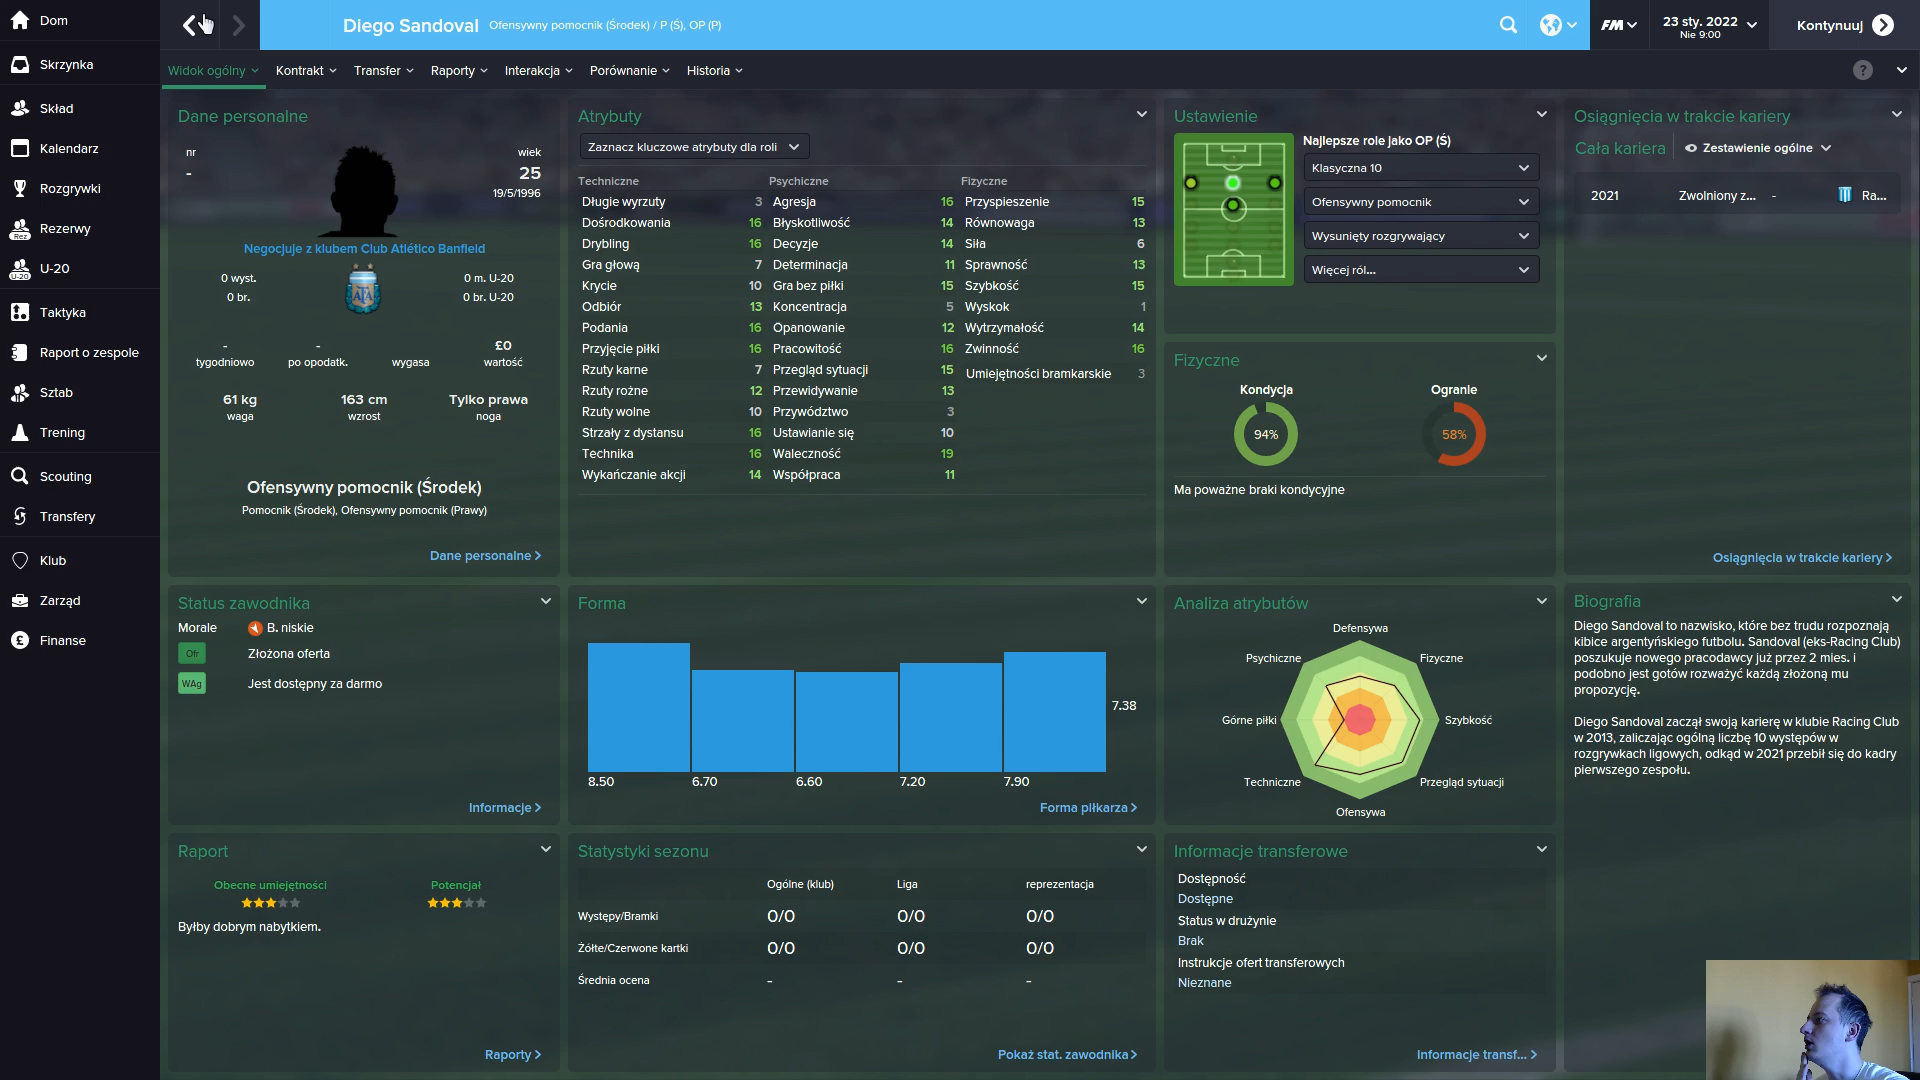 Dom
Skrzynka
Skład
Kalendarz
Rozgrywki
Rezerwy
U-20
Taktyka
Raport o zespole
Sztab
Trening
Scouting
Transfery
Klub
Zarząd
Finanse
Diego Sandoval Ofensywny pomocnik (Środek) / P (Ś), OP (P)
FM
23 sty. 2022
Nie 9:00
Kontynuuj
Widok ogólny Kontrakt Transfer Raporty Interakcja Porównanie Historia
?
Dane personalne
nr
-
wiek
25
19/5/1996
Negocjuje z klubem Club Atlético Banfield
0 wyst.
0 br.
AFA
0 m. U-20
0 br. U-20
- - £0
tygodniowo po opodatk. wygasa wartość
61 kg 163 cm Tylko prawa
waga wzrost noga
Ofensywny pomocnik (Środek)
Pomocnik (Środek), Ofensywny pomocnik (Prawy)
Dane personalne
Atrybuty
Zaznacz kluczowe atrybuty dla roli
Techniczne Psychiczne Fizyczne
Długie wyrzuty 3 Agresja 16 Przyspieszenie 15
Dośrodkowania 16 Błyskotliwość 14 Równowaga 13
Drybling 16 Decyzje 14 Siła 6
Gra głową 7 Determinacja 11 Sprawność 13
Krycie 10 Gra bez piłki 15 Szybkość 15
Odbiór 13 Koncentracja 5 Wyskok 1
Podania 16 Opanowanie 12 Wytrzymałość 14
Przyjęcie piłki 16 Pracowitość 16 Zwinność 16
Rzuty karne 7 Przegląd sytuacji 15 Umiejętności bramkarskie 3
Rzuty rożne 12 Przewidywanie 13
Rzuty wolne 10 Przywództwo 3
Strzały z dystansu 16 Ustawianie się 10
Technika 16 Waleczność 19
Wykańczanie akcji 14 Współpraca 11
Ustawienie
Najlepsze role jako OP (Ś)
Klasyczna 10
Ofensywny pomocnik
Wysunięty rozgrywający
Więcej ról...
Fizyczne
Kondycja Ogranie
94% 58%
Ma poważne braki kondycyjne
Osiągnięcia w trakcie kariery
Cała kariera Zestawienie ogólne
2021 Zwolniony z... - Ra...
Osiągnięcia w trakcie kariery
Status zawodnika
Morale B. niskie
Ofr Złożona oferta
WAg Jest dostępny za darmo
Informacje
Forma
7.38
8.50 6.70 6.60 7.20 7.90
Forma piłkarza
Analiza atrybutów
Defensywa
Psychiczne Fizyczne
Górne piłki Szybkość
Techniczne Przegląd sytuacji
Ofensywa
Biografia
Diego Sandoval to nazwisko, które bez trudu rozpoznają
kibice argentyńskiego futbolu. Sandoval (eks-Racing Club)
poszukuje nowego pracodawcy już przez 2 mies. i
podobno jest gotów rozważyć każdą złożoną mu
propozycję.
Diego Sandoval zaczął swoją karierę w klubie Racing Club
w 2013, zaliczając ogólną liczbę 10 występów w
rozgrywkach ligowych, odkąd w 2021 przebił się do kadry
pierwszego zespołu.
Raport
Obecne umiejętności Potencjał
Byłby dobrym nabytkiem.
Raporty
Statystyki sezonu
Ogólne (klub) Liga reprezentacja
Występy/Bramki 0/0 0/0 0/0
Żółte/Czerwone kartki 0/0 0/0 0/0
Średnia ocena - - -
Pokaż stat. zawodnika
Informacje transferowe
Dostępność
Dostępne
Status w drużynie
Brak
Instrukcje ofert transferowych
Nieznane
Informacje transf...